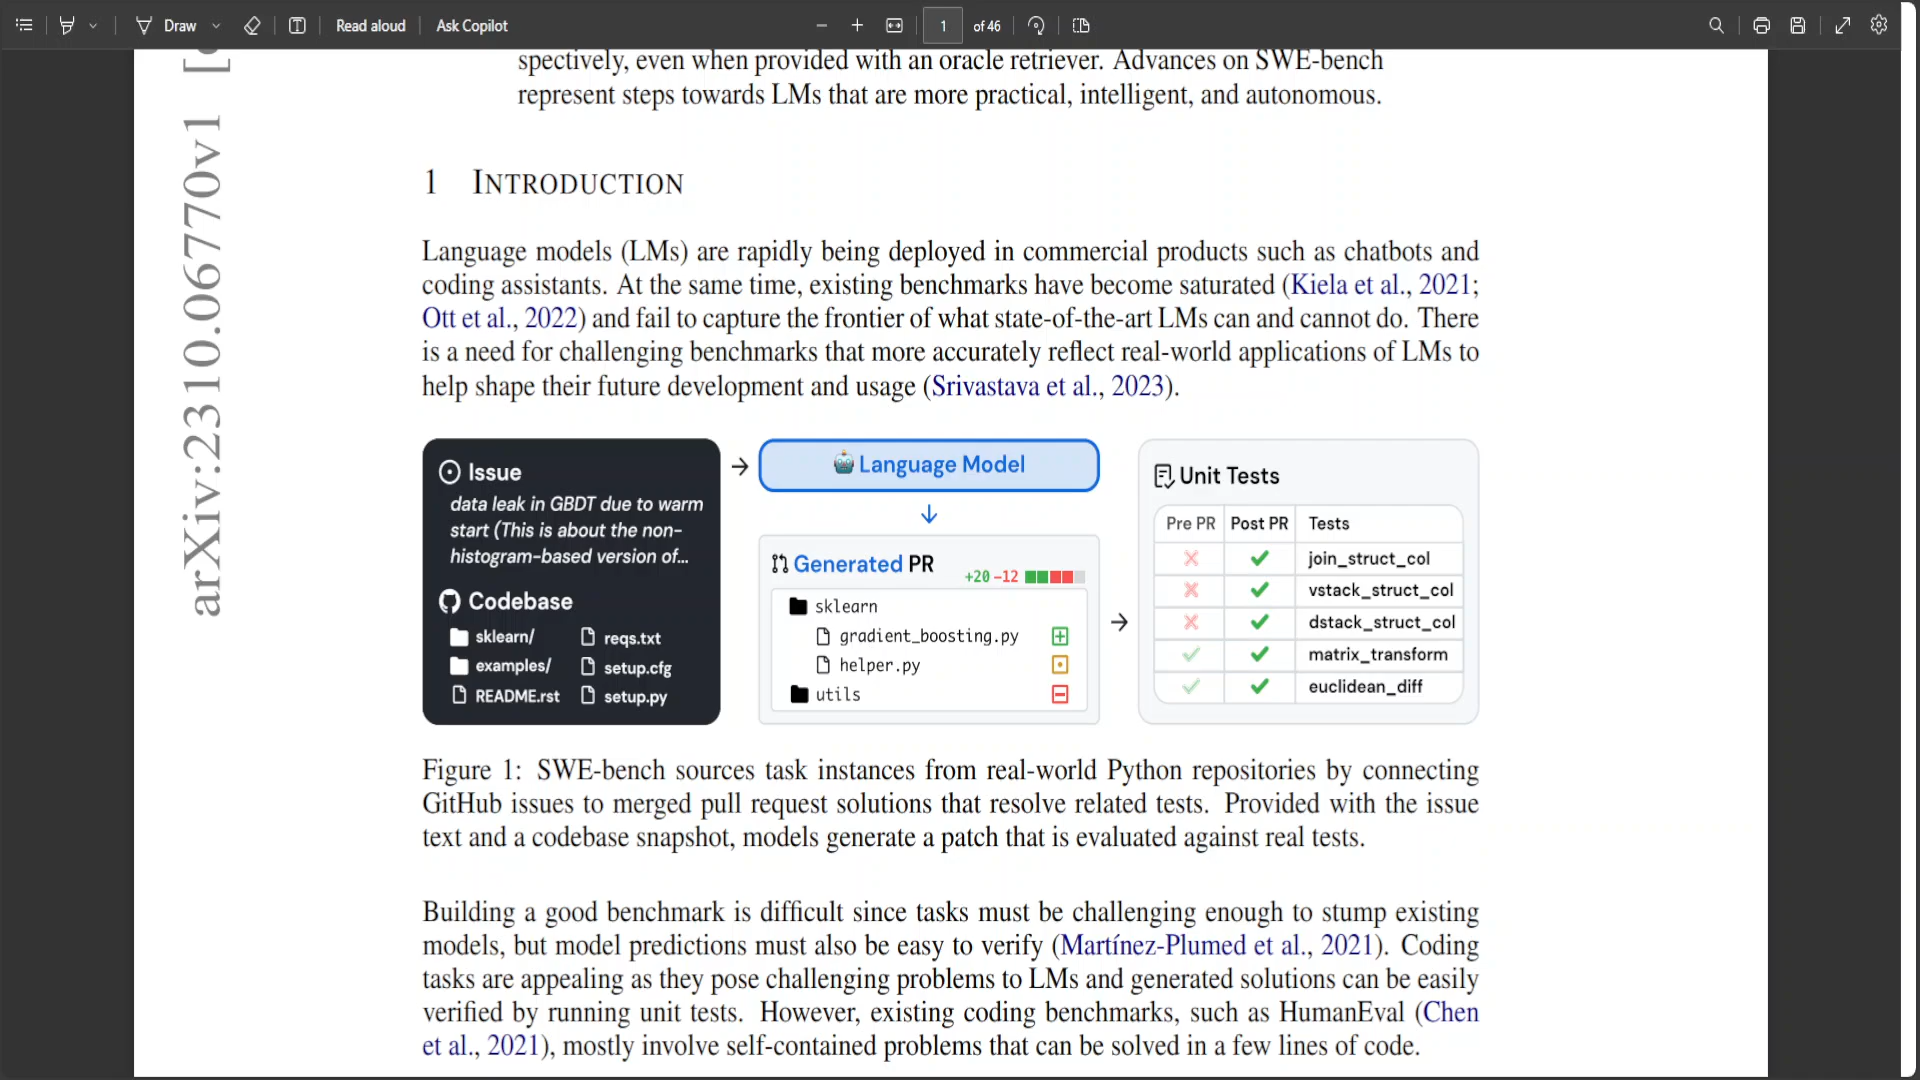 Draw
Read aloud
Ask Copilot
1
of 46
arXiv:2310.06770v1
spectively, even when provided with an oracle retriever. Advances on SWE-bench
represent steps towards LMs that are more practical, intelligent, and autonomous.
1 INTRODUCTION
Language models (LMs) are rapidly being deployed in commercial products such as chatbots and
coding assistants. At the same time, existing benchmarks have become saturated (Kiela et al., 2021;
Ott et al., 2022) and fail to capture the frontier of what state-of-the-art LMs can and cannot do. There
is a need for challenging benchmarks that more accurately reflect real-world applications of LMs to
help shape their future development and usage (Srivastava et al., 2023).
Issue
data leak in GBDT due to warm
start (This is about the non-
histogram-based version of...
Codebase
sklearn/ reqs.txt
examples/ setup.cfg
README.rst setup.py
Language Model
Generated PR
+20 -12
sklearn
gradient_boosting.py
helper.py
utils
Unit Tests
Pre PR Post PR Tests
join_struct_col
vstack_struct_col
dstack_struct_col
matrix_transform
euclidean_diff
Figure 1: SWE-bench sources task instances from real-world Python repositories by connecting
GitHub issues to merged pull request solutions that resolve related tests. Provided with the issue
text and a codebase snapshot, models generate a patch that is evaluated against real tests.
Building a good benchmark is difficult since tasks must be challenging enough to stump existing
models, but model predictions must also be easy to verify (Martínez-Plumed et al., 2021). Coding
tasks are appealing as they pose challenging problems to LMs and generated solutions can be easily
verified by running unit tests. However, existing coding benchmarks, such as HumanEval (Chen
et al., 2021), mostly involve self-contained problems that can be solved in a few lines of code.